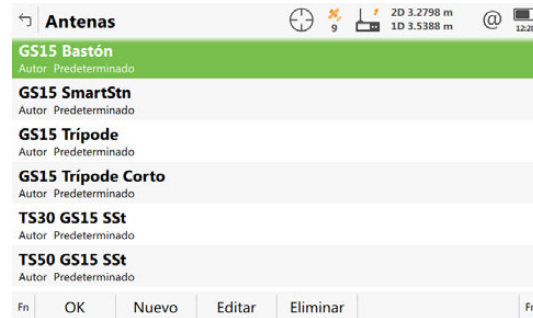 Antenas
9
2D 3.2798 m
1D 3.5388 m
@
GS15 Bastón
Autor Predeterminado
GS15 SmartStn
Autor Predeterminado
GS15 Trípode
Autor Predeterminado
GS15 Trípode Corto
Autor Predeterminado
TS30 GS15 SSt
Autor Predeterminado
TS50 GS15 SSt
Autor Predeterminado
Fn OK Nuevo Editar Eliminar